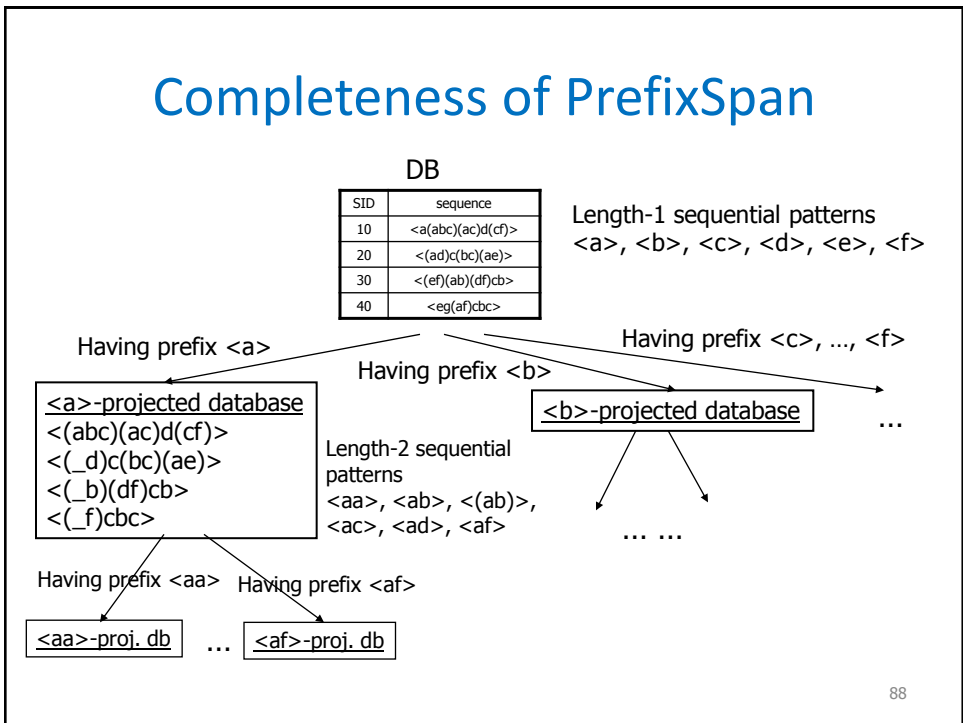 Completeness of PrefixSpan
DB
SID sequence
10 <a(abc)(ac)d(cf)>
20 <(ad)c(bc)(ae)>
30 <(ef)(ab)(df)cb>
40 <eg(af)cbc>
Length-1 sequential patterns
<a>, <b>, <c>, <d>, <e>, <f>
Having prefix <a>
Having prefix <b>
Having prefix <c>, ..., <f>
<a>-projected database
<(abc)(ac)d(cf)>
<(_d)c(bc)(ae)>
<(_b)(df)cb>
<(_f)cbc>
Length-2 sequential
patterns
<aa>, <ab>, <(ab)>,
<ac>, <ad>, <af>
<b>-projected database
...
... ...
Having prefix <aa>
Having prefix <af>
<aa>-proj. db
...
<af>-proj. db
88